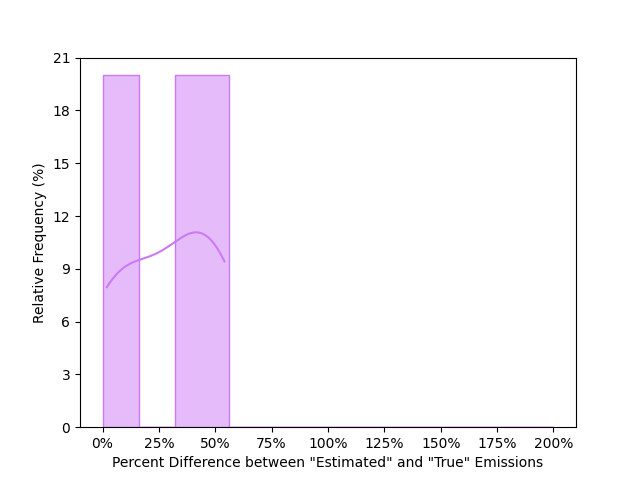 21
18
15
12
9
6
3
0
Relative Frequency (%)
0% 25% 50% 75% 100% 125% 150% 175% 200%
Percent Difference between "Estimated" and "True" Emissions